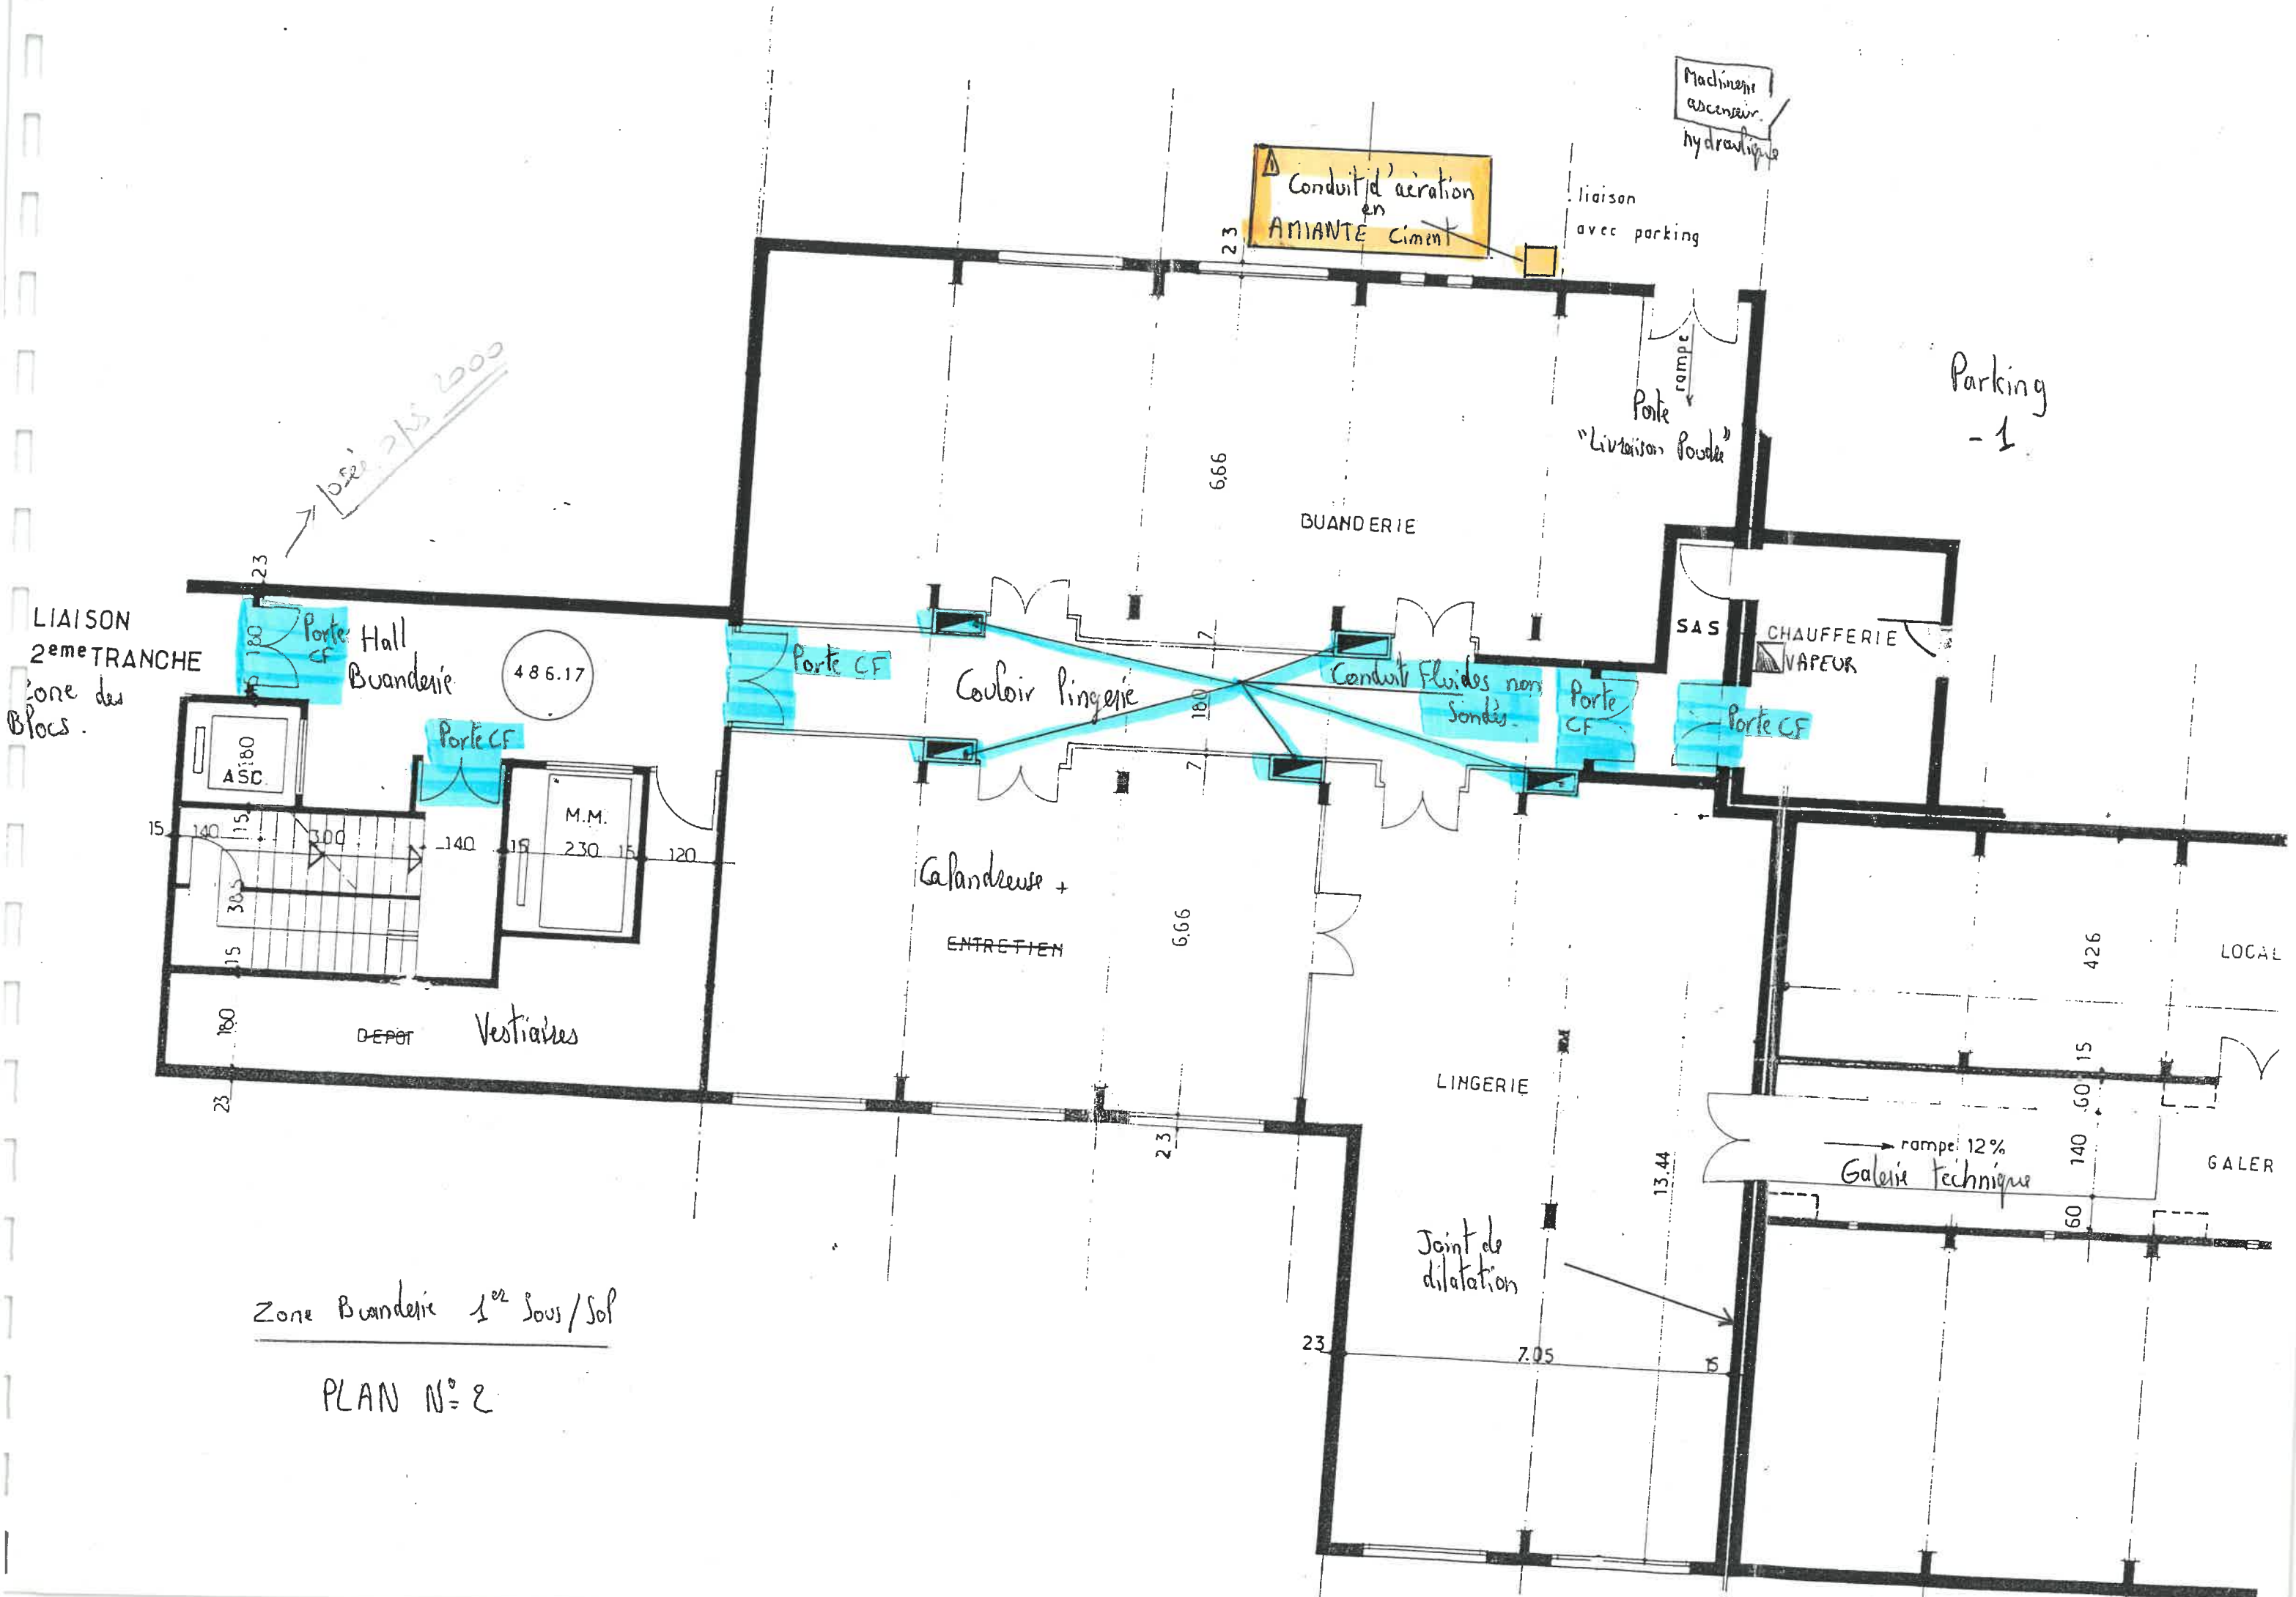 Machinerie
ascenseur
hydraulique
Conduit d'aération
en
AMIANTE Ciment
liaison
avec parking
23
rampe
Porte
"Livraison Poudre"
Parking
-1
2000
6.66
BUANDERIE
23
LIAISON
2eme TRANCHE
Zone des
Blocs.
180
Porte
CF
Hall
Buanderie
486.17
Porte CF
Couloir lingerie
7
180
7
Conduits Fluides non
Sondés.
Porte
CF
SAS
CHAUFFERIE
VAPEUR
Porte CF
Porte CF
180
ASC.
M.M.
15
140
15
300
140
15
230
15
120
385
15
Calandreuse +
ENTRETIEN
6.66
426
LOCAL
180
DEPOT
Vestiaires
23
LINGERIE
15
60
140
60
rampe 12%
Galerie technique
GALER
23
13.44
Joint de
dilatation
Zone Buanderie 1er Sous/Sol
PLAN N°2
23
7.05
15